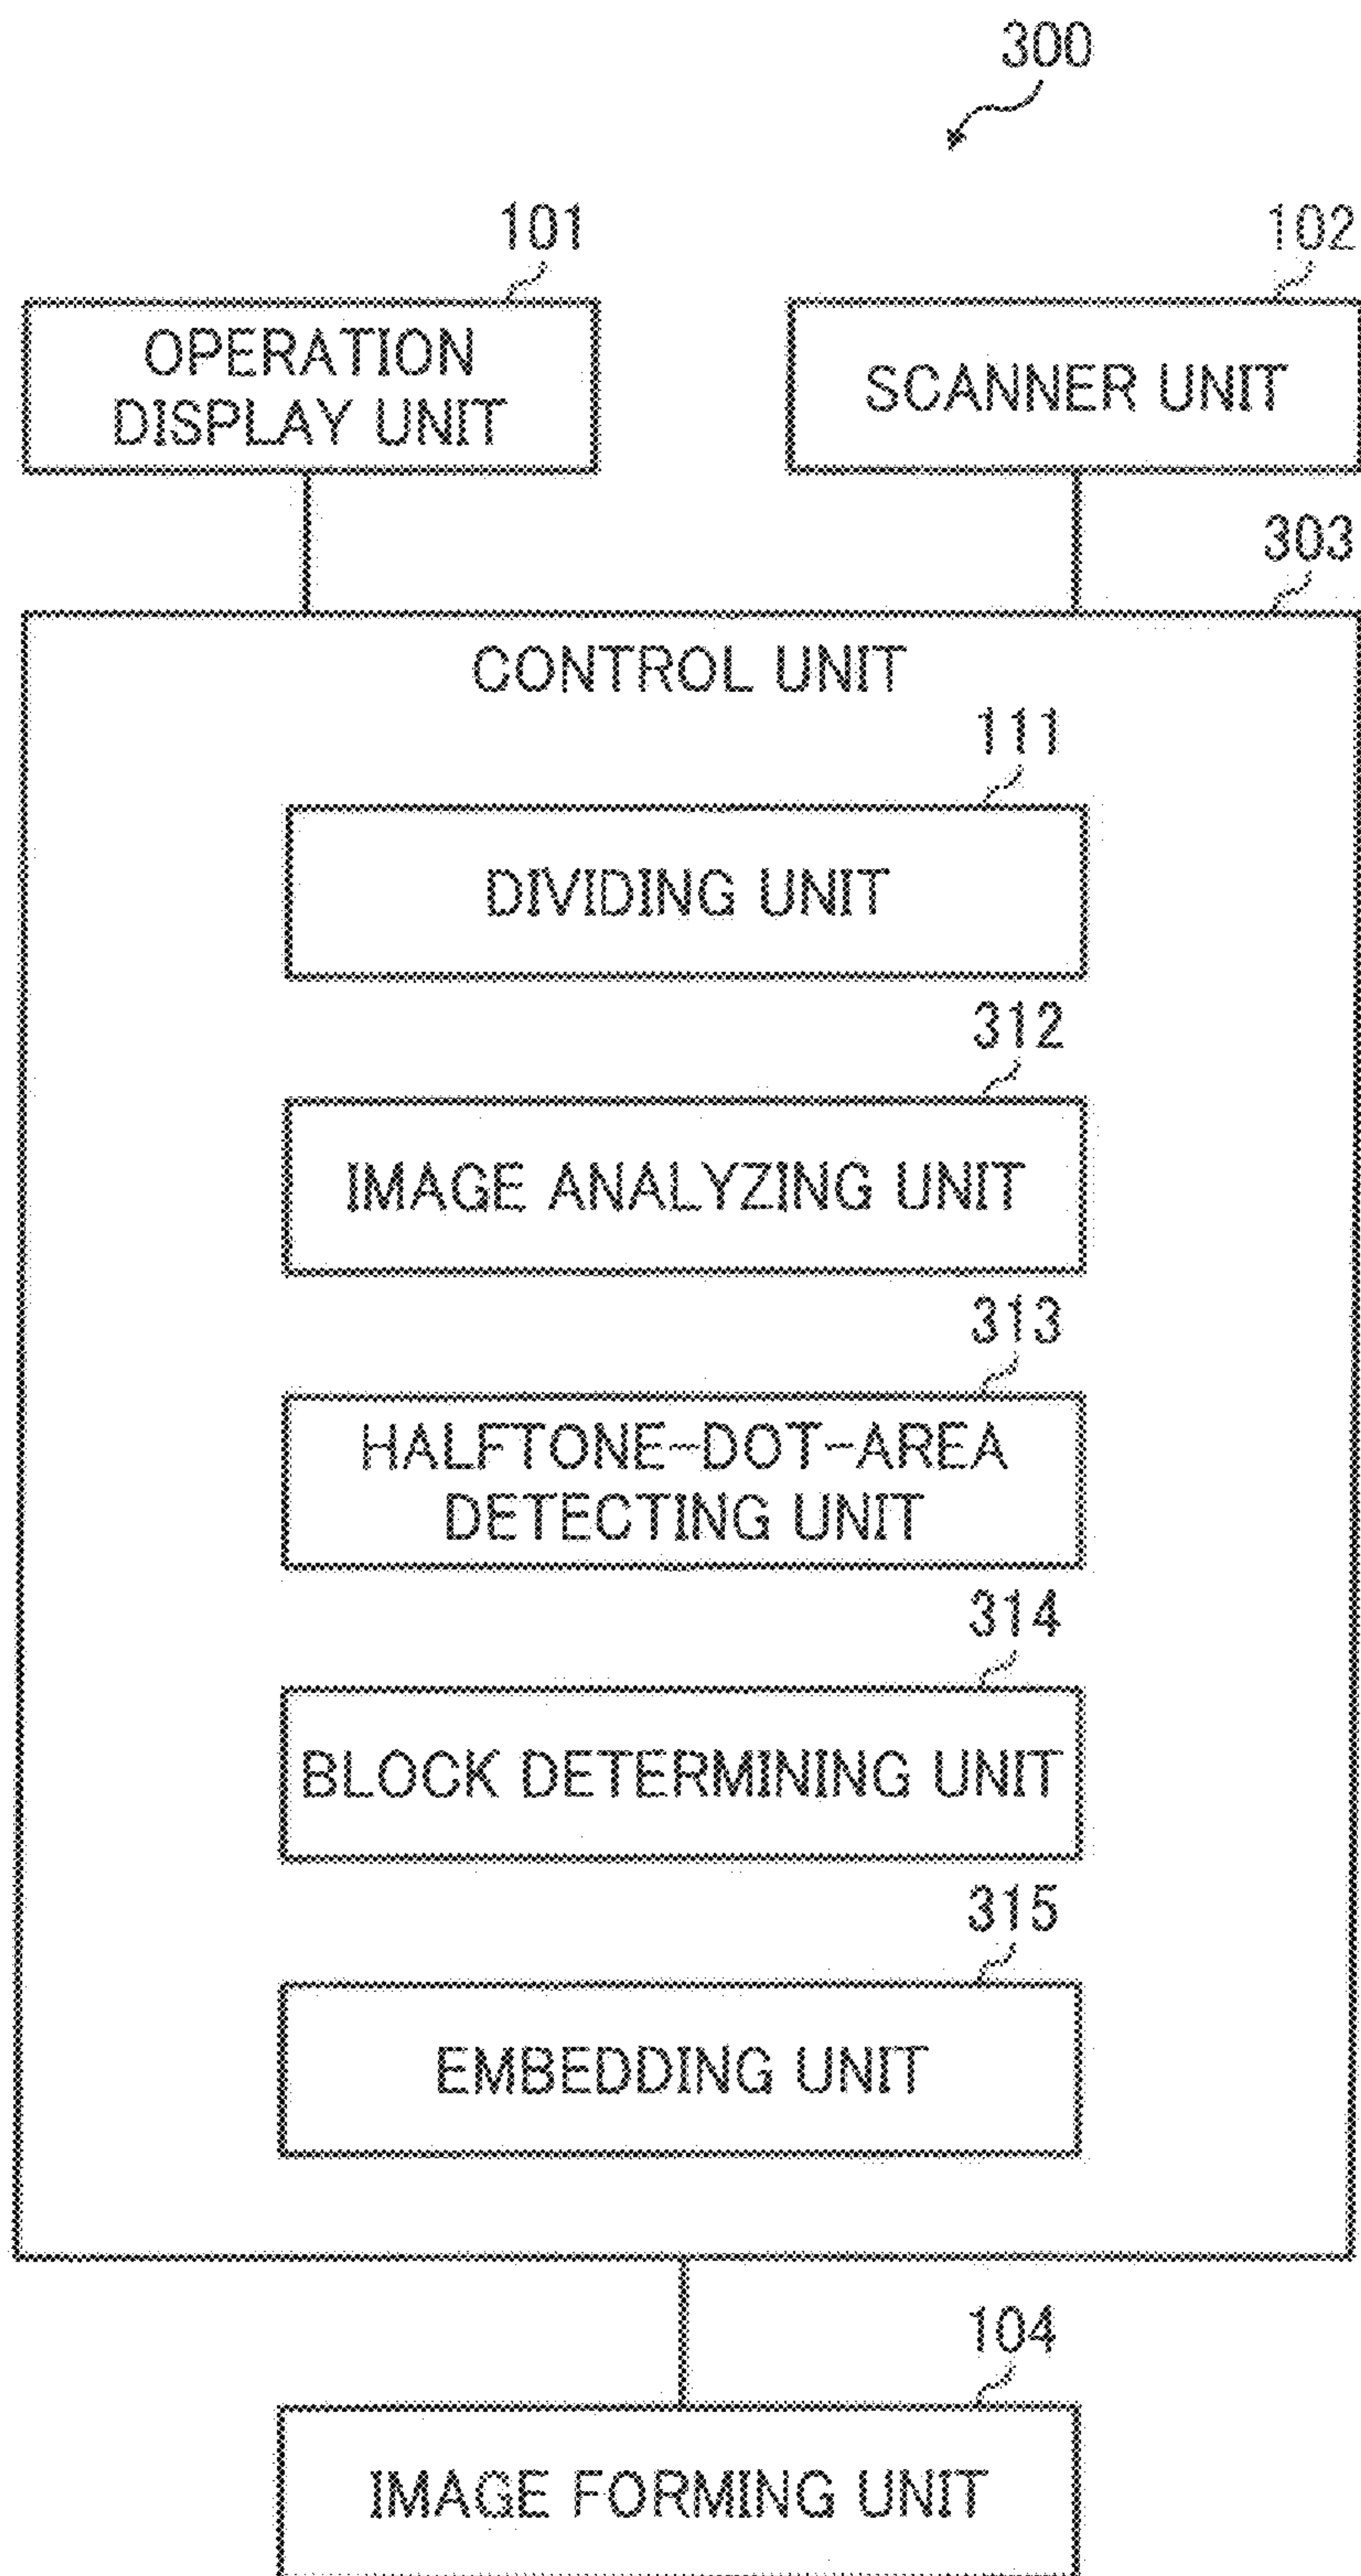 300
101
102
OPERATION
DISPLAY UNIT
SCANNER UNIT
303
CONTROL UNIT
111
DIVIDING UNIT
312
IMAGE ANALYZING UNIT
313
HALFTONE-DOT-AREA
DETECTING UNIT
314
BLOCK DETERMINING UNIT
315
EMBEDDING UNIT
104
IMAGE FORMING UNIT